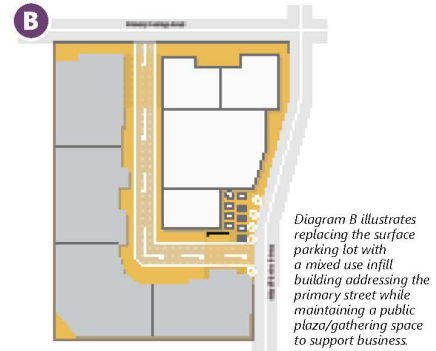 B
Diagram B illustrates
replacing the surface
parking lot with
a mixed use infill
building addressing the
primary street while
maintaining a public
plaza/gathering space
to support business.